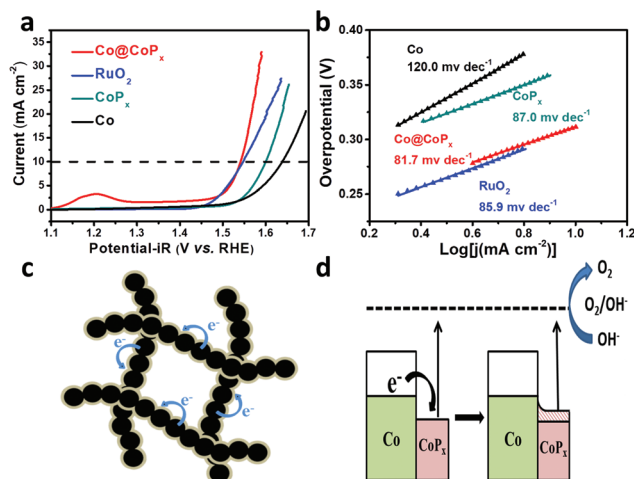 a
Current (mA cm⁻²)
35
30
25
20
15
10
5
0
Co@CoPₓ
RuO₂
CoPₓ
Co
1.1 1.2 1.3 1.4 1.5 1.6 1.7
Potential-iR (V vs. RHE)
b
Overpotential (V)
0.40
0.35
0.30
0.25
Co
120.0 mv dec⁻¹
CoPₓ
87.0 mv dec⁻¹
Co@CoPₓ
81.7 mv dec⁻¹
RuO₂
85.9 mv dec⁻¹
0.2 0.4 0.6 0.8 1.0 1.2
Log[j(mA cm⁻²)]
c
e⁻
e⁻
e⁻
e⁻
d
O₂
O₂/OH⁻
OH⁻
e⁻
Co
CoPₓ
Co
CoPₓ